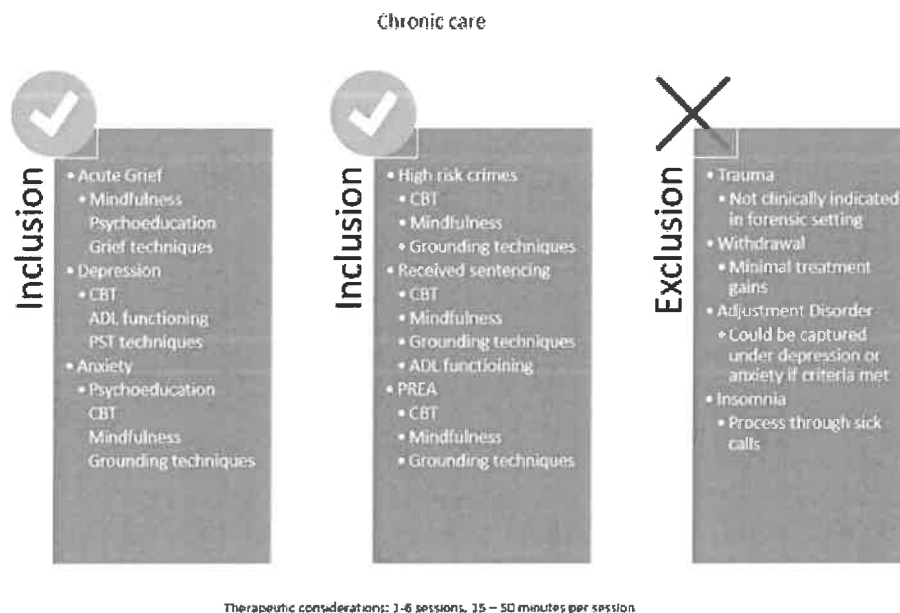 Chronic care
Inclusion
• Acute Grief
• Mindfulness
Psychoeducation
Grief techniques
• Depression
• CBT
ADL functioning
PST techniques
• Anxiety
• Psychoeducation
CBT
Mindfulness
Grounding techniques
Inclusion
• High risk crimes
• CBT
• Mindfulness
• Grounding techniques
• Received sentencing
• CBT
• Mindfulness
• Grounding techniques
• ADL functioining
• PREA
• CBT
• Mindfulness
• Grounding techniques
Exclusion
• Trauma
• Not clinically indicated
in forensic setting
• Withdrawal
• Minimal treatment
gains
• Adjustment Disorder
• Could be captured
under depression or
anxiety if criteria met
• Insomnia
• Process through sick
calls
Therapeutic considerations: sessions, – 50 minutes per session